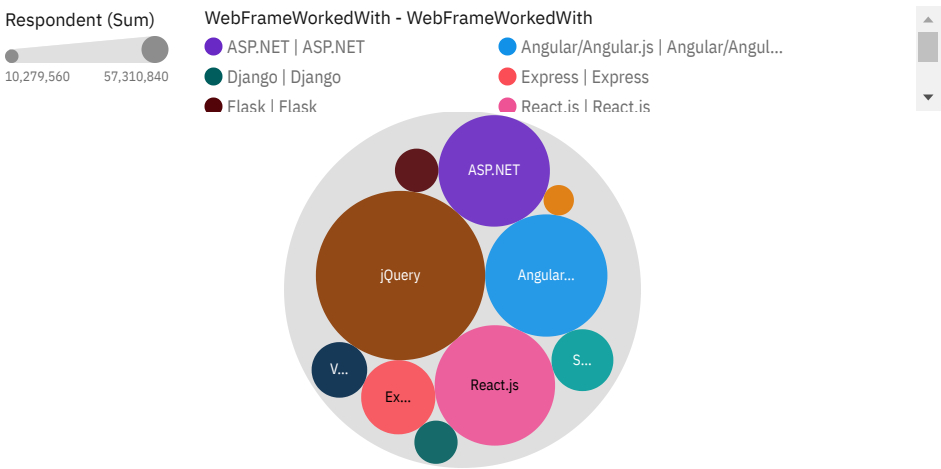 Respondent (Sum)
10,279,560 57,310,840
WebFrameWorkedWith - WebFrameWorkedWith
ASP.NET | ASP.NET
Angular/Angular.js | Angular/Angul...
Django | Django
Express | Express
Flask | Flask
React.js | React.js
ASP.NET
jQuery
Angular...
V...
S...
Ex...
React.js